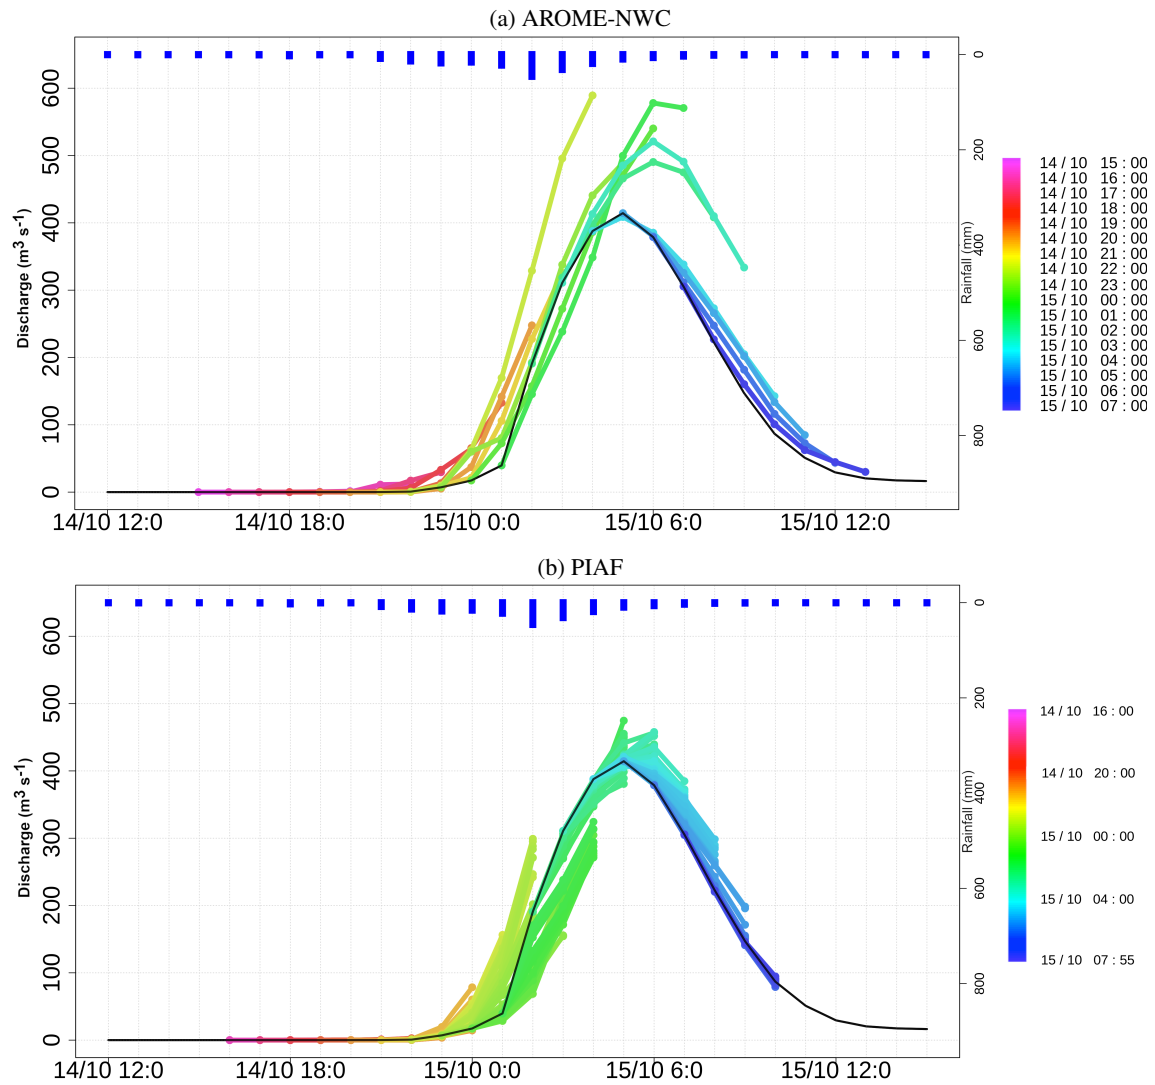 (a) AROME-NWC
Discharge (m³ s⁻¹)
600
500
400
300
200
100
0
14/10 12:0
14/10 18:0
15/10 0:0
15/10 6:0
15/10 12:0
Rainfall (mm)
0
200
400
600
800
14 / 10 15 : 00
14 / 10 16 : 00
14 / 10 17 : 00
14 / 10 18 : 00
14 / 10 19 : 00
14 / 10 20 : 00
14 / 10 21 : 00
14 / 10 22 : 00
14 / 10 23 : 00
15 / 10 00 : 00
15 / 10 01 : 00
15 / 10 02 : 00
15 / 10 03 : 00
15 / 10 04 : 00
15 / 10 05 : 00
15 / 10 06 : 00
15 / 10 07 : 00
(b) PIAF
Discharge (m³ s⁻¹)
600
500
400
300
200
100
0
14/10 12:0
14/10 18:0
15/10 0:0
15/10 6:0
15/10 12:0
Rainfall (mm)
0
200
400
600
800
14 / 10 16 : 00
14 / 10 20 : 00
15 / 10 00 : 00
15 / 10 04 : 00
15 / 10 07 : 55